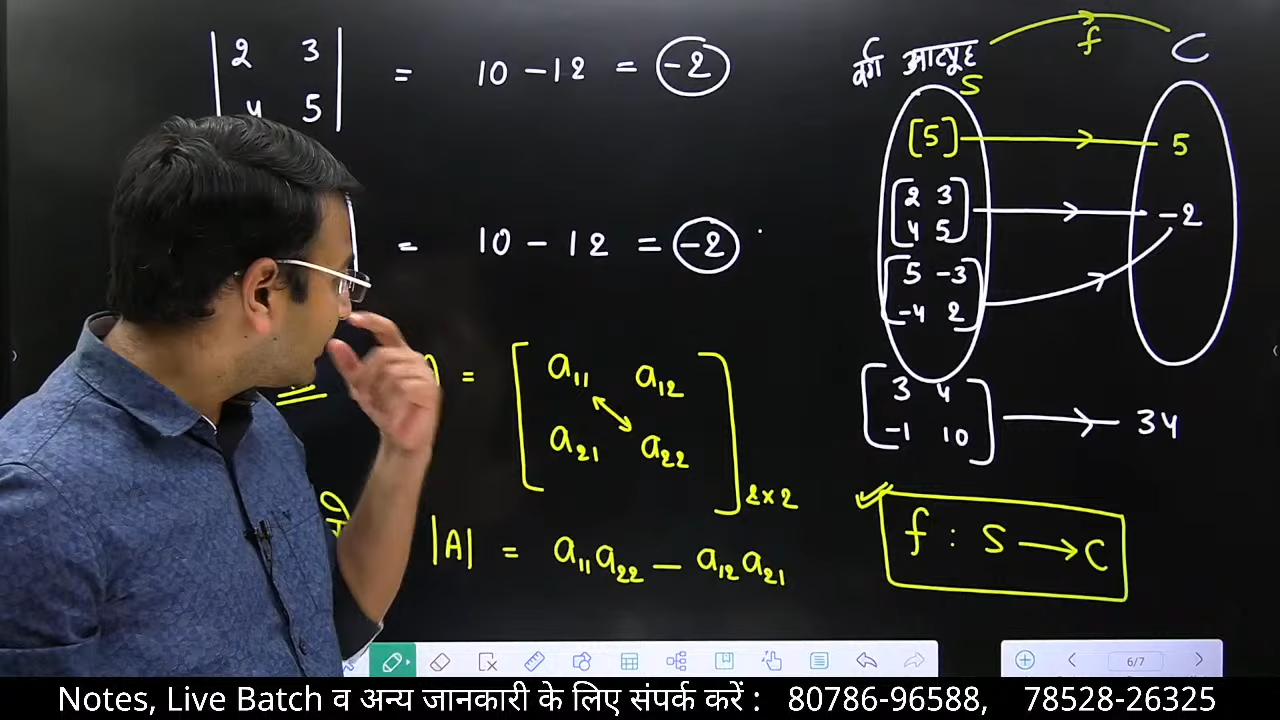 2 3
4 5
= 10 - 12 = -2
= 10 - 12 = -2
= [ a₁₁ a₁₂
a₂₁ a₂₂ ]₂ₓ₂
|A| = a₁₁a₂₂ - a₁₂a₂₁
वर्ग आव्यूह f C
S
[5] → 5
[ 2 3
4 5 ] → -2
[ 5 -3
-4 2 ]
[ 3 4
-1 10 ] → 34
✓ f : S → C
6/7
Notes, Live Batch व अन्य जानकारी के लिए संपर्क करें : 80786-96588, 78528-26325